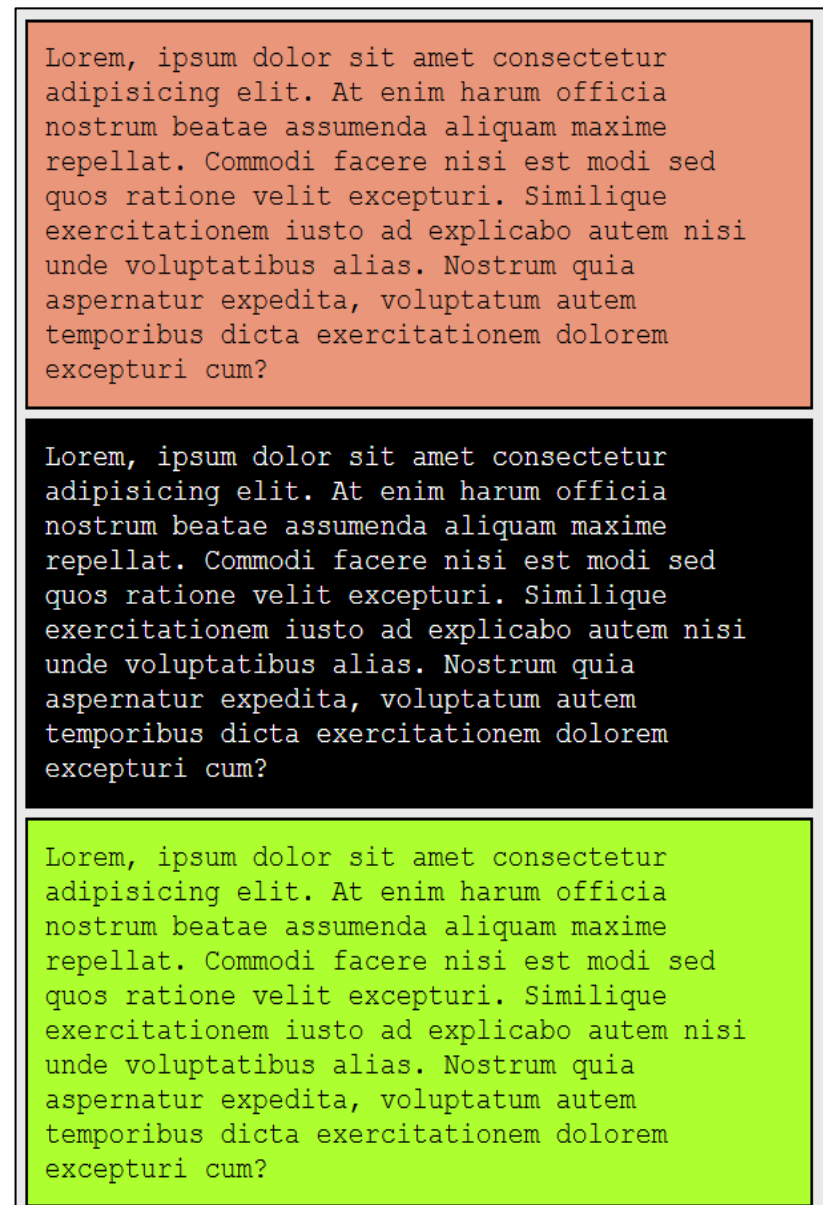 Lorem, ipsum dolor sit amet consectetur
adipisicing elit. At enim harum officia
nostrum beatae assumenda aliquam maxime
repellat. Commodi facere nisi est modi sed
quos ratione velit excepturi. Similique
exercitationem iusto ad explicabo autem nisi
unde voluptatibus alias. Nostrum quia
aspernatur expedita, voluptatum autem
temporibus dicta exercitationem dolorem
excepturi cum?
Lorem, ipsum dolor sit amet consectetur
adipisicing elit. At enim harum officia
nostrum beatae assumenda aliquam maxime
repellat. Commodi facere nisi est modi sed
quos ratione velit excepturi. Similique
exercitationem iusto ad explicabo autem nisi
unde voluptatibus alias. Nostrum quia
aspernatur expedita, voluptatum autem
temporibus dicta exercitationem dolorem
excepturi cum?
Lorem, ipsum dolor sit amet consectetur
adipisicing elit. At enim harum officia
nostrum beatae assumenda aliquam maxime
repellat. Commodi facere nisi est modi sed
quos ratione velit excepturi. Similique
exercitationem iusto ad explicabo autem nisi
unde voluptatibus alias. Nostrum quia
aspernatur expedita, voluptatum autem
temporibus dicta exercitationem dolorem
excepturi cum?